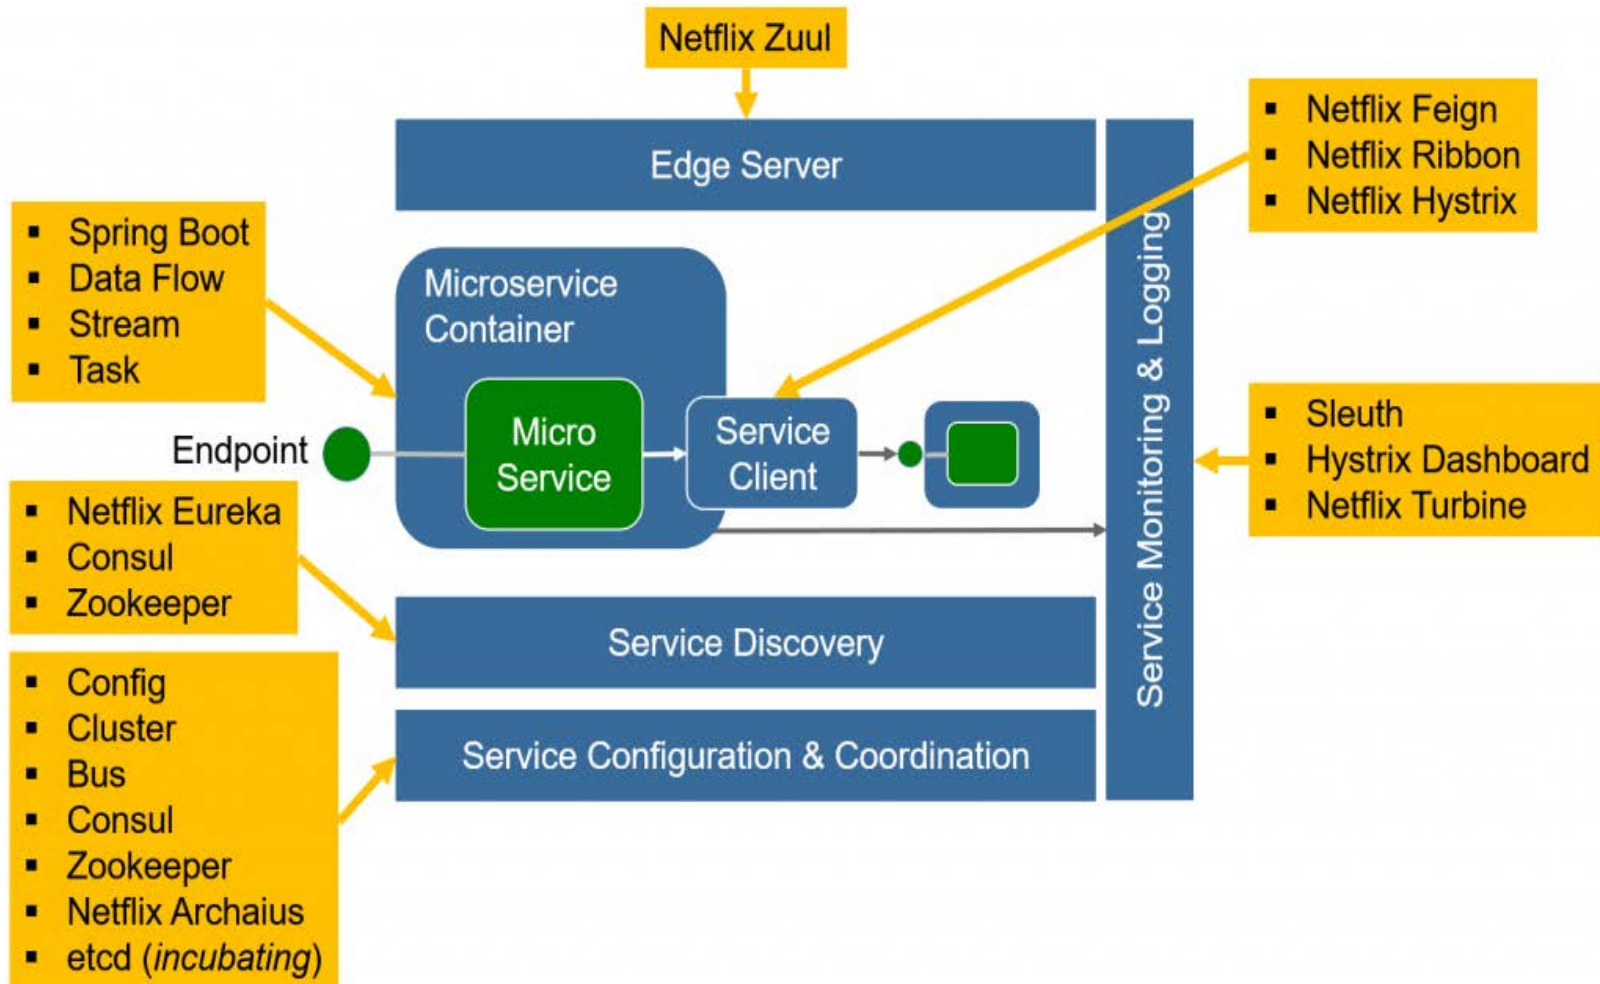 Netflix Zuul
Edge Server
▪ Netflix Feign
▪ Netflix Ribbon
▪ Netflix Hystrix
▪ Spring Boot
▪ Data Flow
▪ Stream
▪ Task
Microservice
Container
Micro
Service
Service
Client
Endpoint
Service Monitoring & Logging
▪ Sleuth
▪ Hystrix Dashboard
▪ Netflix Turbine
▪ Netflix Eureka
▪ Consul
▪ Zookeeper
Service Discovery
▪ Config
▪ Cluster
▪ Bus
▪ Consul
▪ Zookeeper
▪ Netflix Archaius
▪ etcd (incubating)
Service Configuration & Coordination